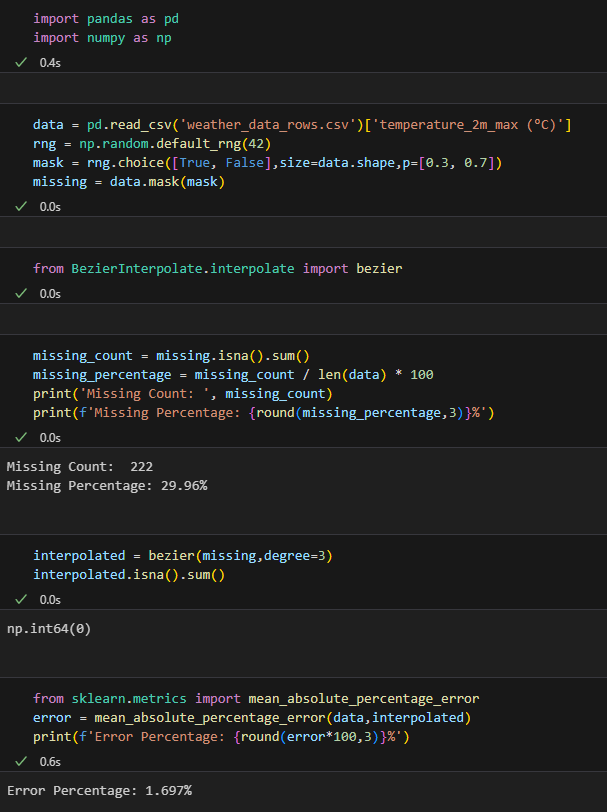 import pandas as pd
import numpy as np
0.4s
data = pd.read_csv('weather_data_rows.csv')['temperature_2m_max (°C)']
rng = np.random.default_rng(42)
mask = rng.choice([True, False],size=data.shape,p=[0.3, 0.7])
missing = data.mask(mask)
0.0s
from BezierInterpolate.interpolate import bezier
0.0s
missing_count = missing.isna().sum()
missing_percentage = missing_count / len(data) * 100
print('Missing Count: ', missing_count)
print(f'Missing Percentage: {round(missing_percentage,3)}%')
0.0s
Missing Count:  222
Missing Percentage: 29.96%
interpolated = bezier(missing,degree=3)
interpolated.isna().sum()
0.0s
np.int64(0)
from sklearn.metrics import mean_absolute_percentage_error
error = mean_absolute_percentage_error(data,interpolated)
print(f'Error Percentage: {round(error*100,3)}%')
0.6s
Error Percentage: 1.697%